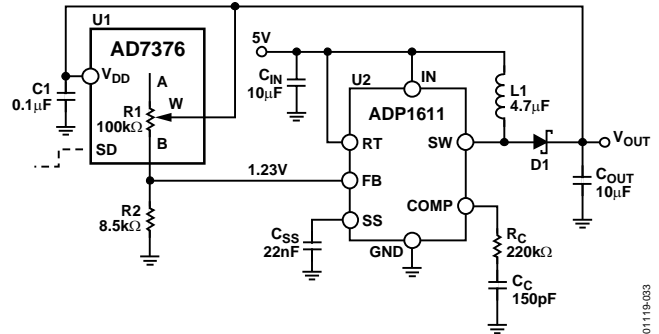 U1
AD7376
VDD
A
C1
0.1μF
R1
100kΩ
W
B
SD
R2
8.5kΩ
1.23V
5V
CIN
10μF
U2
IN
ADP1611
L1
4.7μF
RT
SW
D1
VOUT
FB
COMP
COUT
10μF
SS
CSS
22nF
GND
RC
220kΩ
CC
150pF
01119-033